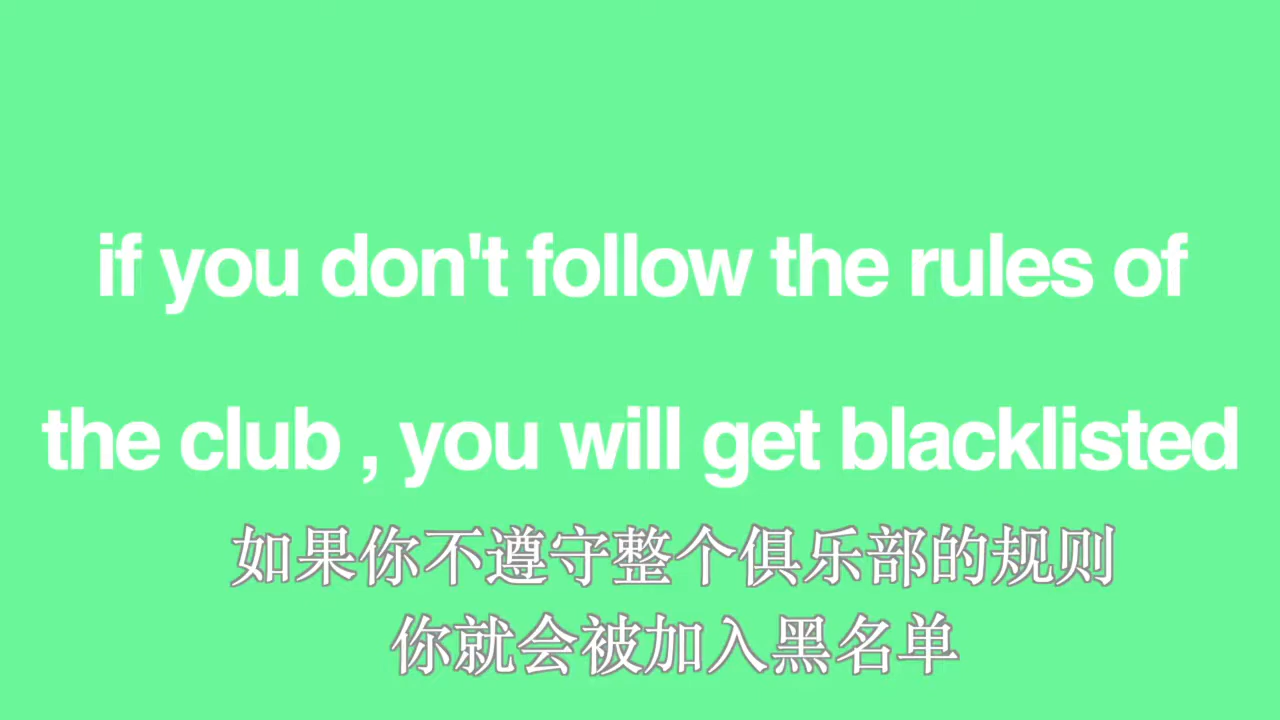 if you don't follow the rules of
the club , you will get blacklisted
如果你不遵守整个俱乐部的规则
你就会被加入黑名单